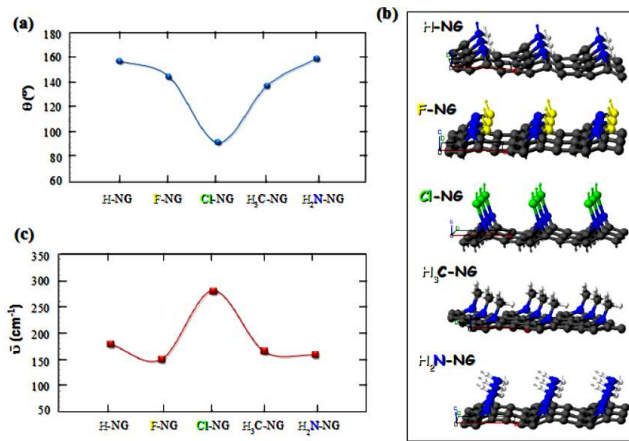 (a)
180
160
140
120
100
80
60
θ (º)
H-NG F-NG Cl-NG H₃C-NG H₂N-NG
(c)
350
300
250
200
150
100
50
ῡ (cm⁻¹)
H-NG F-NG Cl-NG H₃C-NG H₂N-NG
(b)
H-NG
F-NG
Cl-NG
H₃C-NG
H₂N-NG